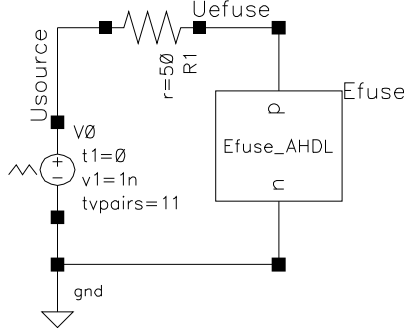 Uefuse
Usource
r=50
R1
Efuse
p
Efuse_AHDL
n
V0
t1=0
v1=1n
tvpairs=11
gnd